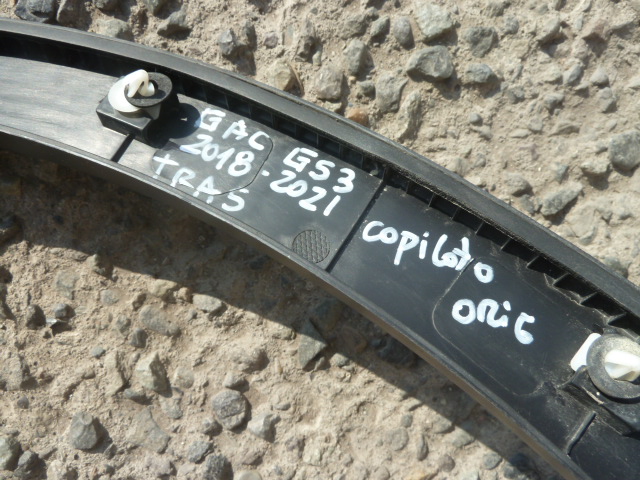 GAC GS3
2018-2021
TRAS
copiloto
ORiG